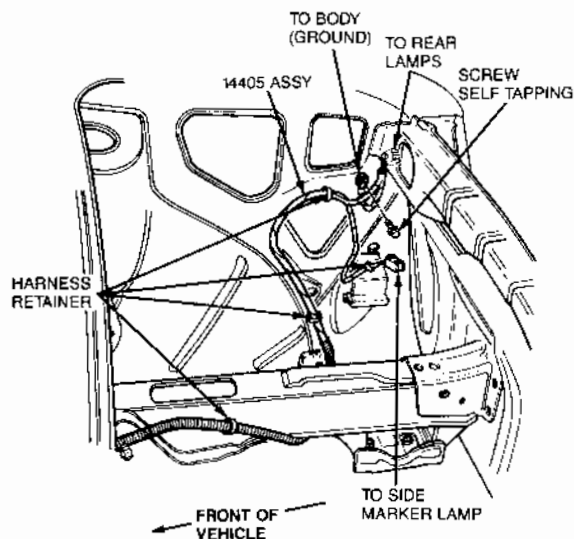 TO BODY
(GROUND)
TO REAR
LAMPS
SCREW
SELF TAPPING
14405 ASSY
HARNESS
RETAINER
TO SIDE
MARKER LAMP
FRONT OF
VEHICLE